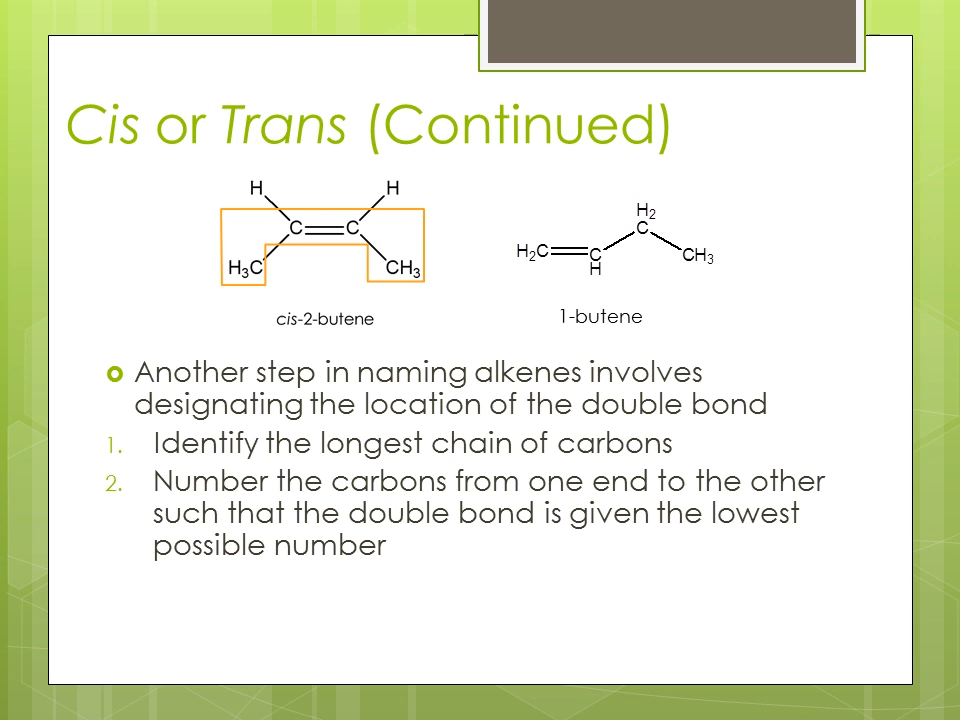 Cis or Trans (Continued)
H H
C C
H3C CH3
cis-2-butene
H2
C
H2C C CH3
H
1-butene
Another step in naming alkenes involves
designating the location of the double bond
1. Identify the longest chain of carbons
2. Number the carbons from one end to the other
such that the double bond is given the lowest
possible number